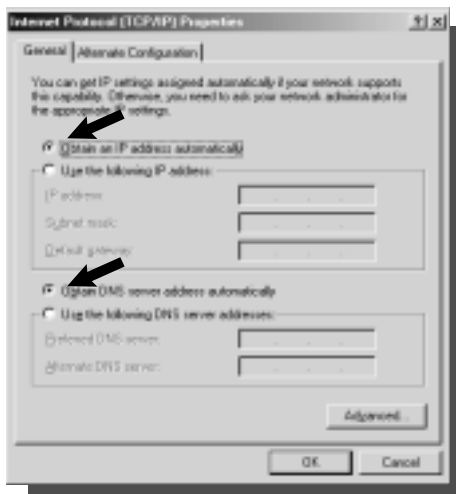 Internet Protocol (TCP/IP) Properties
General
Alternate Configuration
You can get IP settings assigned automatically if your network supports
this capability. Otherwise, you need to ask your network administrator for
the appropriate IP settings.
Obtain an IP address automatically
Use the following IP address:
IP address:
Subnet mask:
Default gateway:
Obtain DNS server address automatically
Use the following DNS server addresses:
Preferred DNS server:
Alternate DNS server:
Advanced...
OK
Cancel